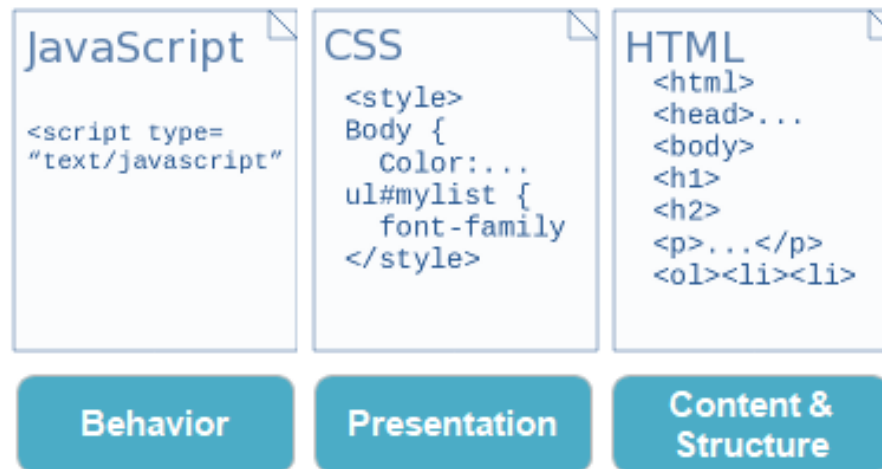 JavaScript
<script type=
“text/javascript”
CSS
<style>
Body {
  Color:...
ul#mylist {
  font-family
</style>
HTML
<html>
<head>...
<body>
<h1>
<h2>
<p>...</p>
<ol><li><li>
Behavior
Presentation
Content &
Structure